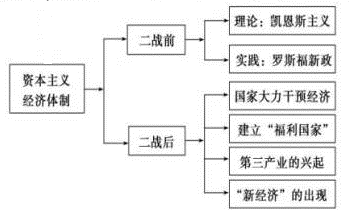 资本主义
经济体制
二战前
理论：凯恩斯主义
实践：罗斯福新政
二战后
国家大力干预经济
建立“福利国家”
第三产业的兴起
“新经济”的出现